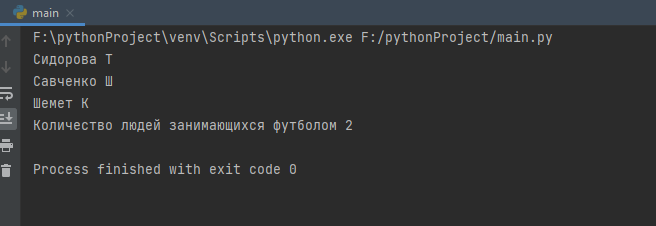 main
F:\pythonProject\venv\Scripts\python.exe F:/pythonProject/main.py
Сидорова Т
Савченко Ш
Шемет К
Количество людей занимающихся футболом 2
Process finished with exit code 0